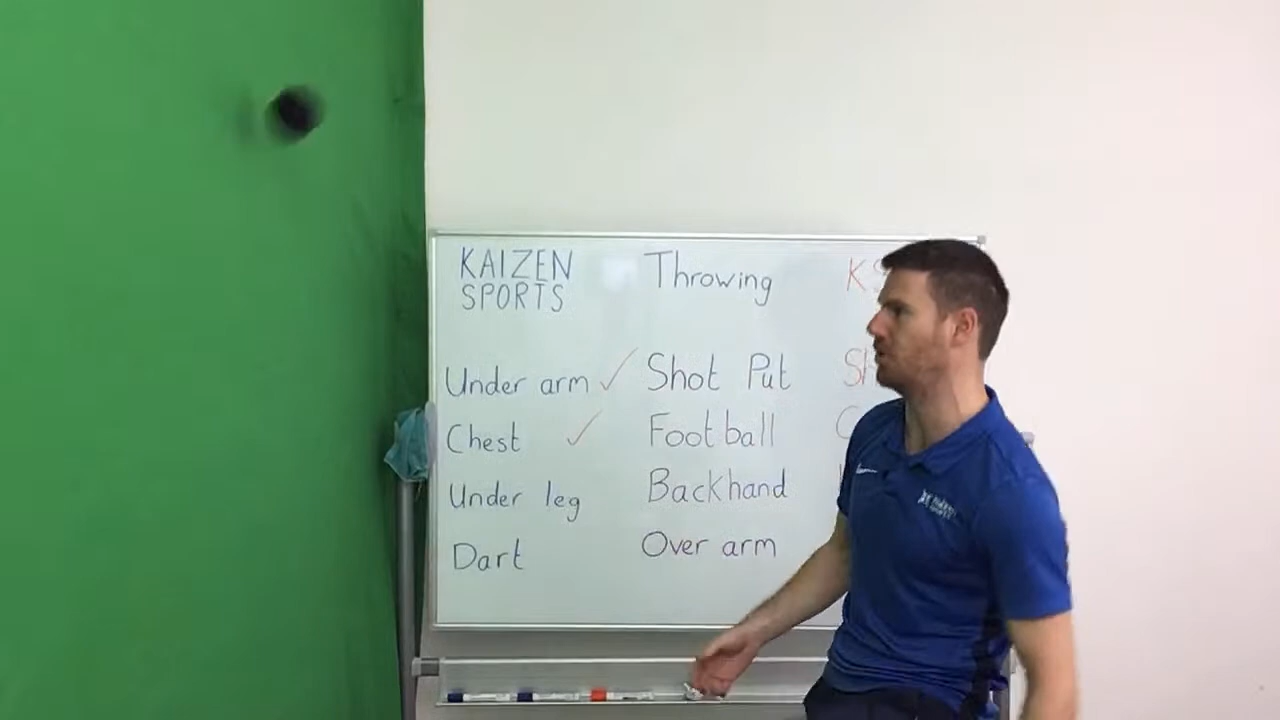 KAIZEN
SPORTS
Throwing
Under arm ✓
Chest ✓
Under leg
Dart
Shot Put
Football
Backhand
Over arm